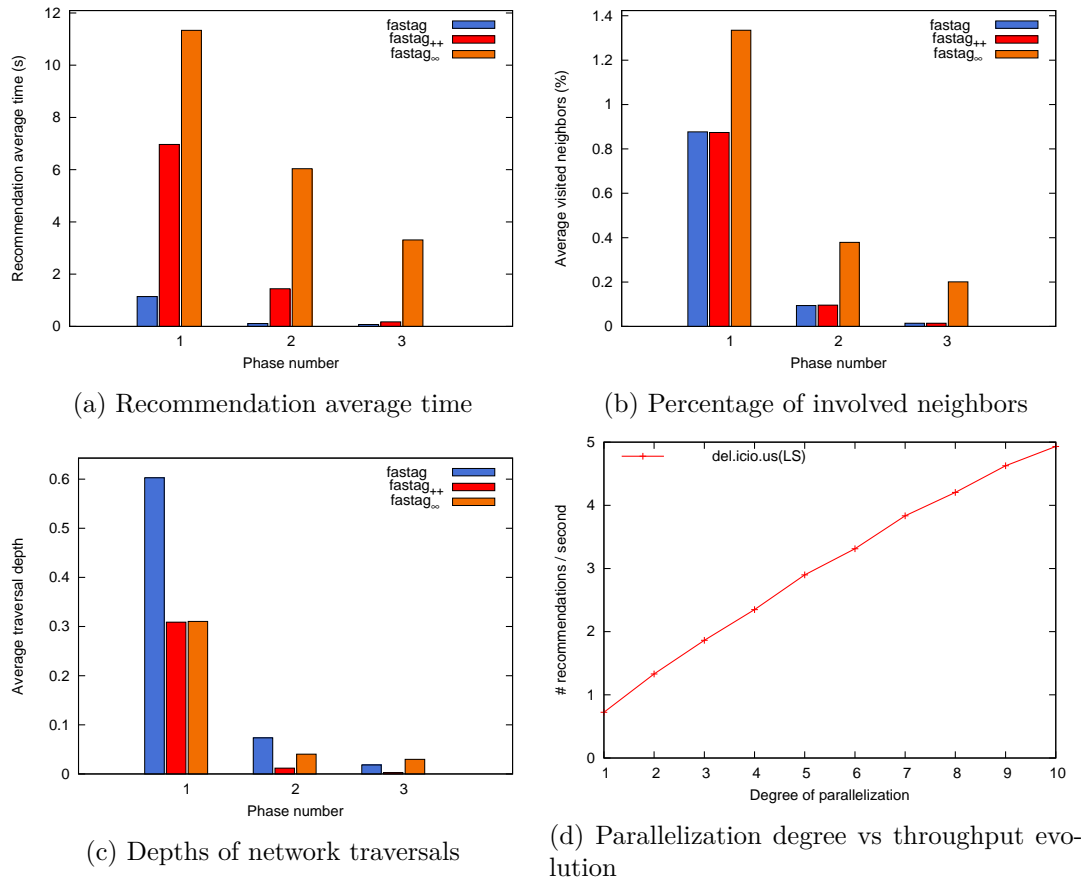 Recommendation average time (s)
12
10
8
6
4
2
0
fastag
fastag++
fastag∞
1 2 3
Phase number
(a) Recommendation average time
Average visited neighbors (%)
1.4
1.2
1
0.8
0.6
0.4
0.2
0
fastag
fastag++
fastag∞
1 2 3
Phase number
(b) Percentage of involved neighbors
Average traversal depth
0.6
0.5
0.4
0.3
0.2
0.1
0
fastag
fastag++
fastag∞
1 2 3
Phase number
(c) Depths of network traversals
# recommendations / second
5
4
3
2
1
0
del.icio.us(LS)
1 2 3 4 5 6 7 8 9 10
Degree of parallelization
(d) Parallelization degree vs throughput evo-
lution